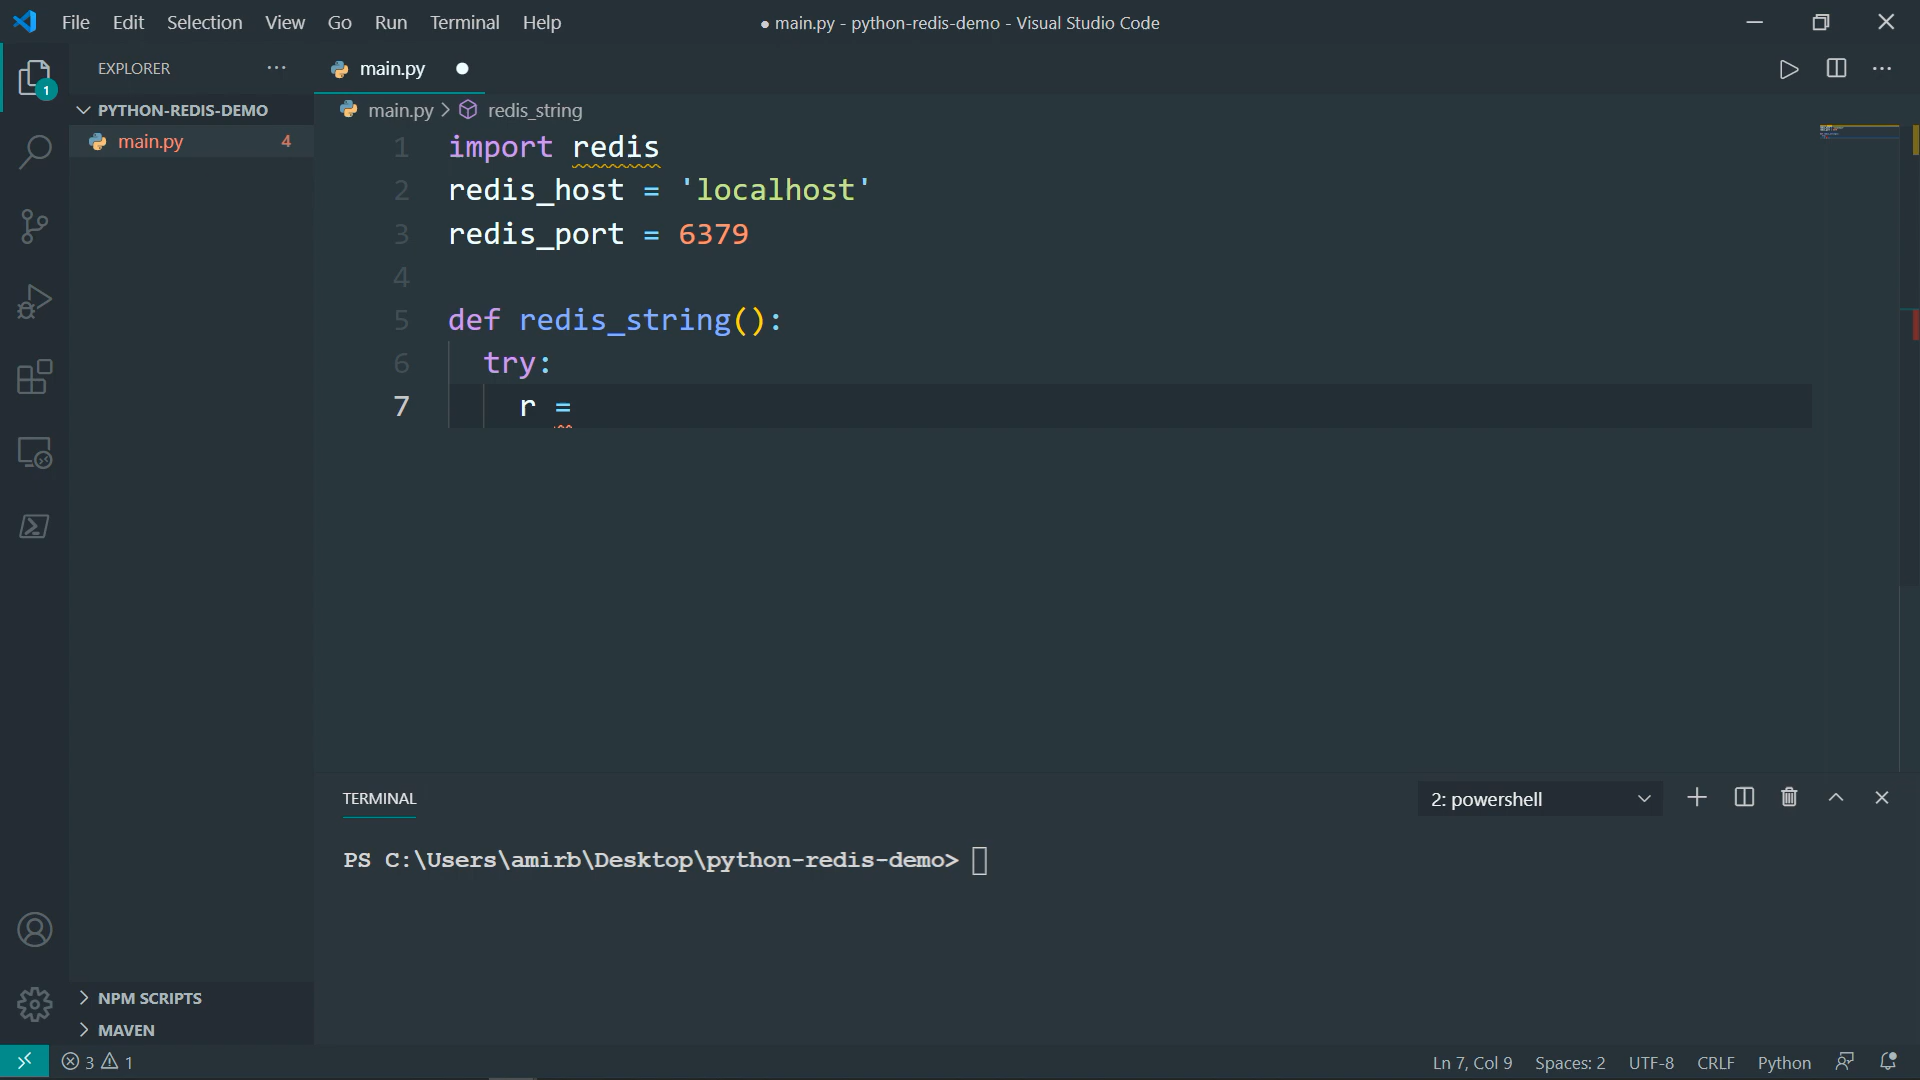 File Edit Selection View Go Run Terminal Help
● main.py - python-redis-demo - Visual Studio Code
1
EXPLORER
PYTHON-REDIS-DEMO
main.py 4
main.py
main.py > redis_string
1 import redis
2 redis_host = 'localhost'
3 redis_port = 6379
4
5 def redis_string():
6 try:
7 r =
TERMINAL
2: powershell
PS C:\Users\amirb\Desktop\python-redis-demo>
NPM SCRIPTS
MAVEN
3 1
Ln 7, Col 9 Spaces: 2 UTF-8 CRLF Python